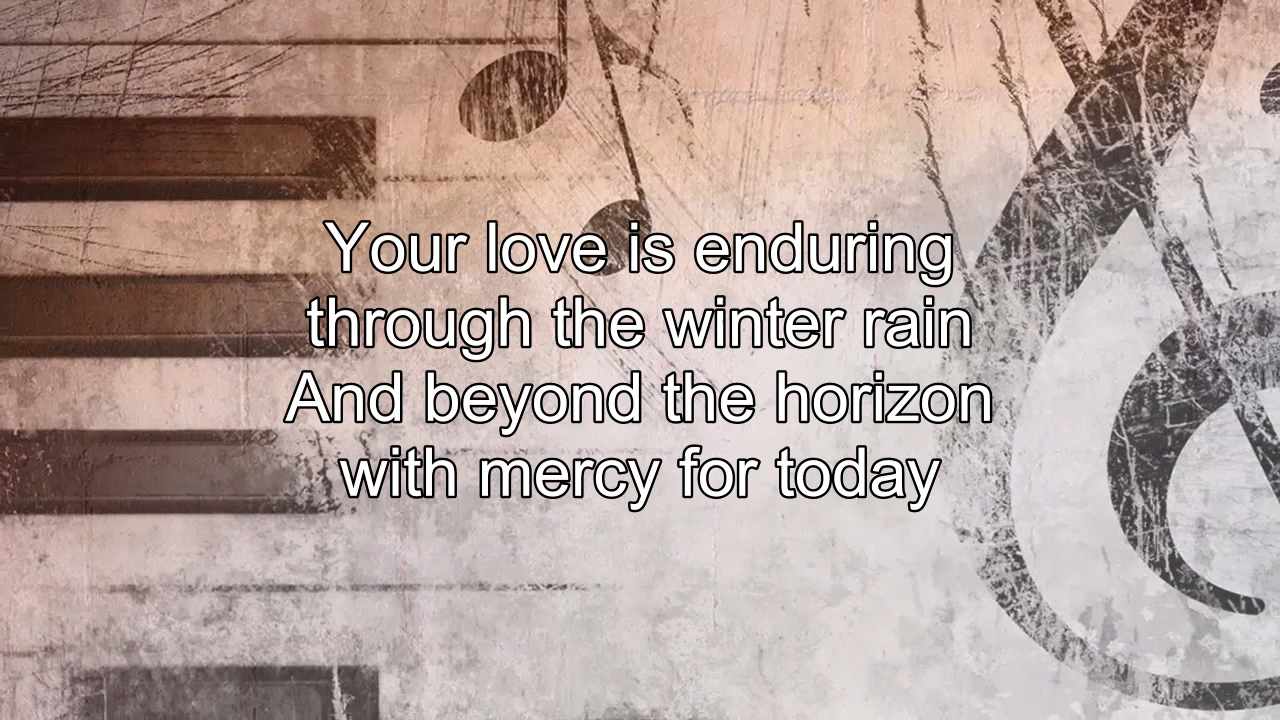 Your love is enduring
through the winter rain
And beyond the horizon
with mercy for today